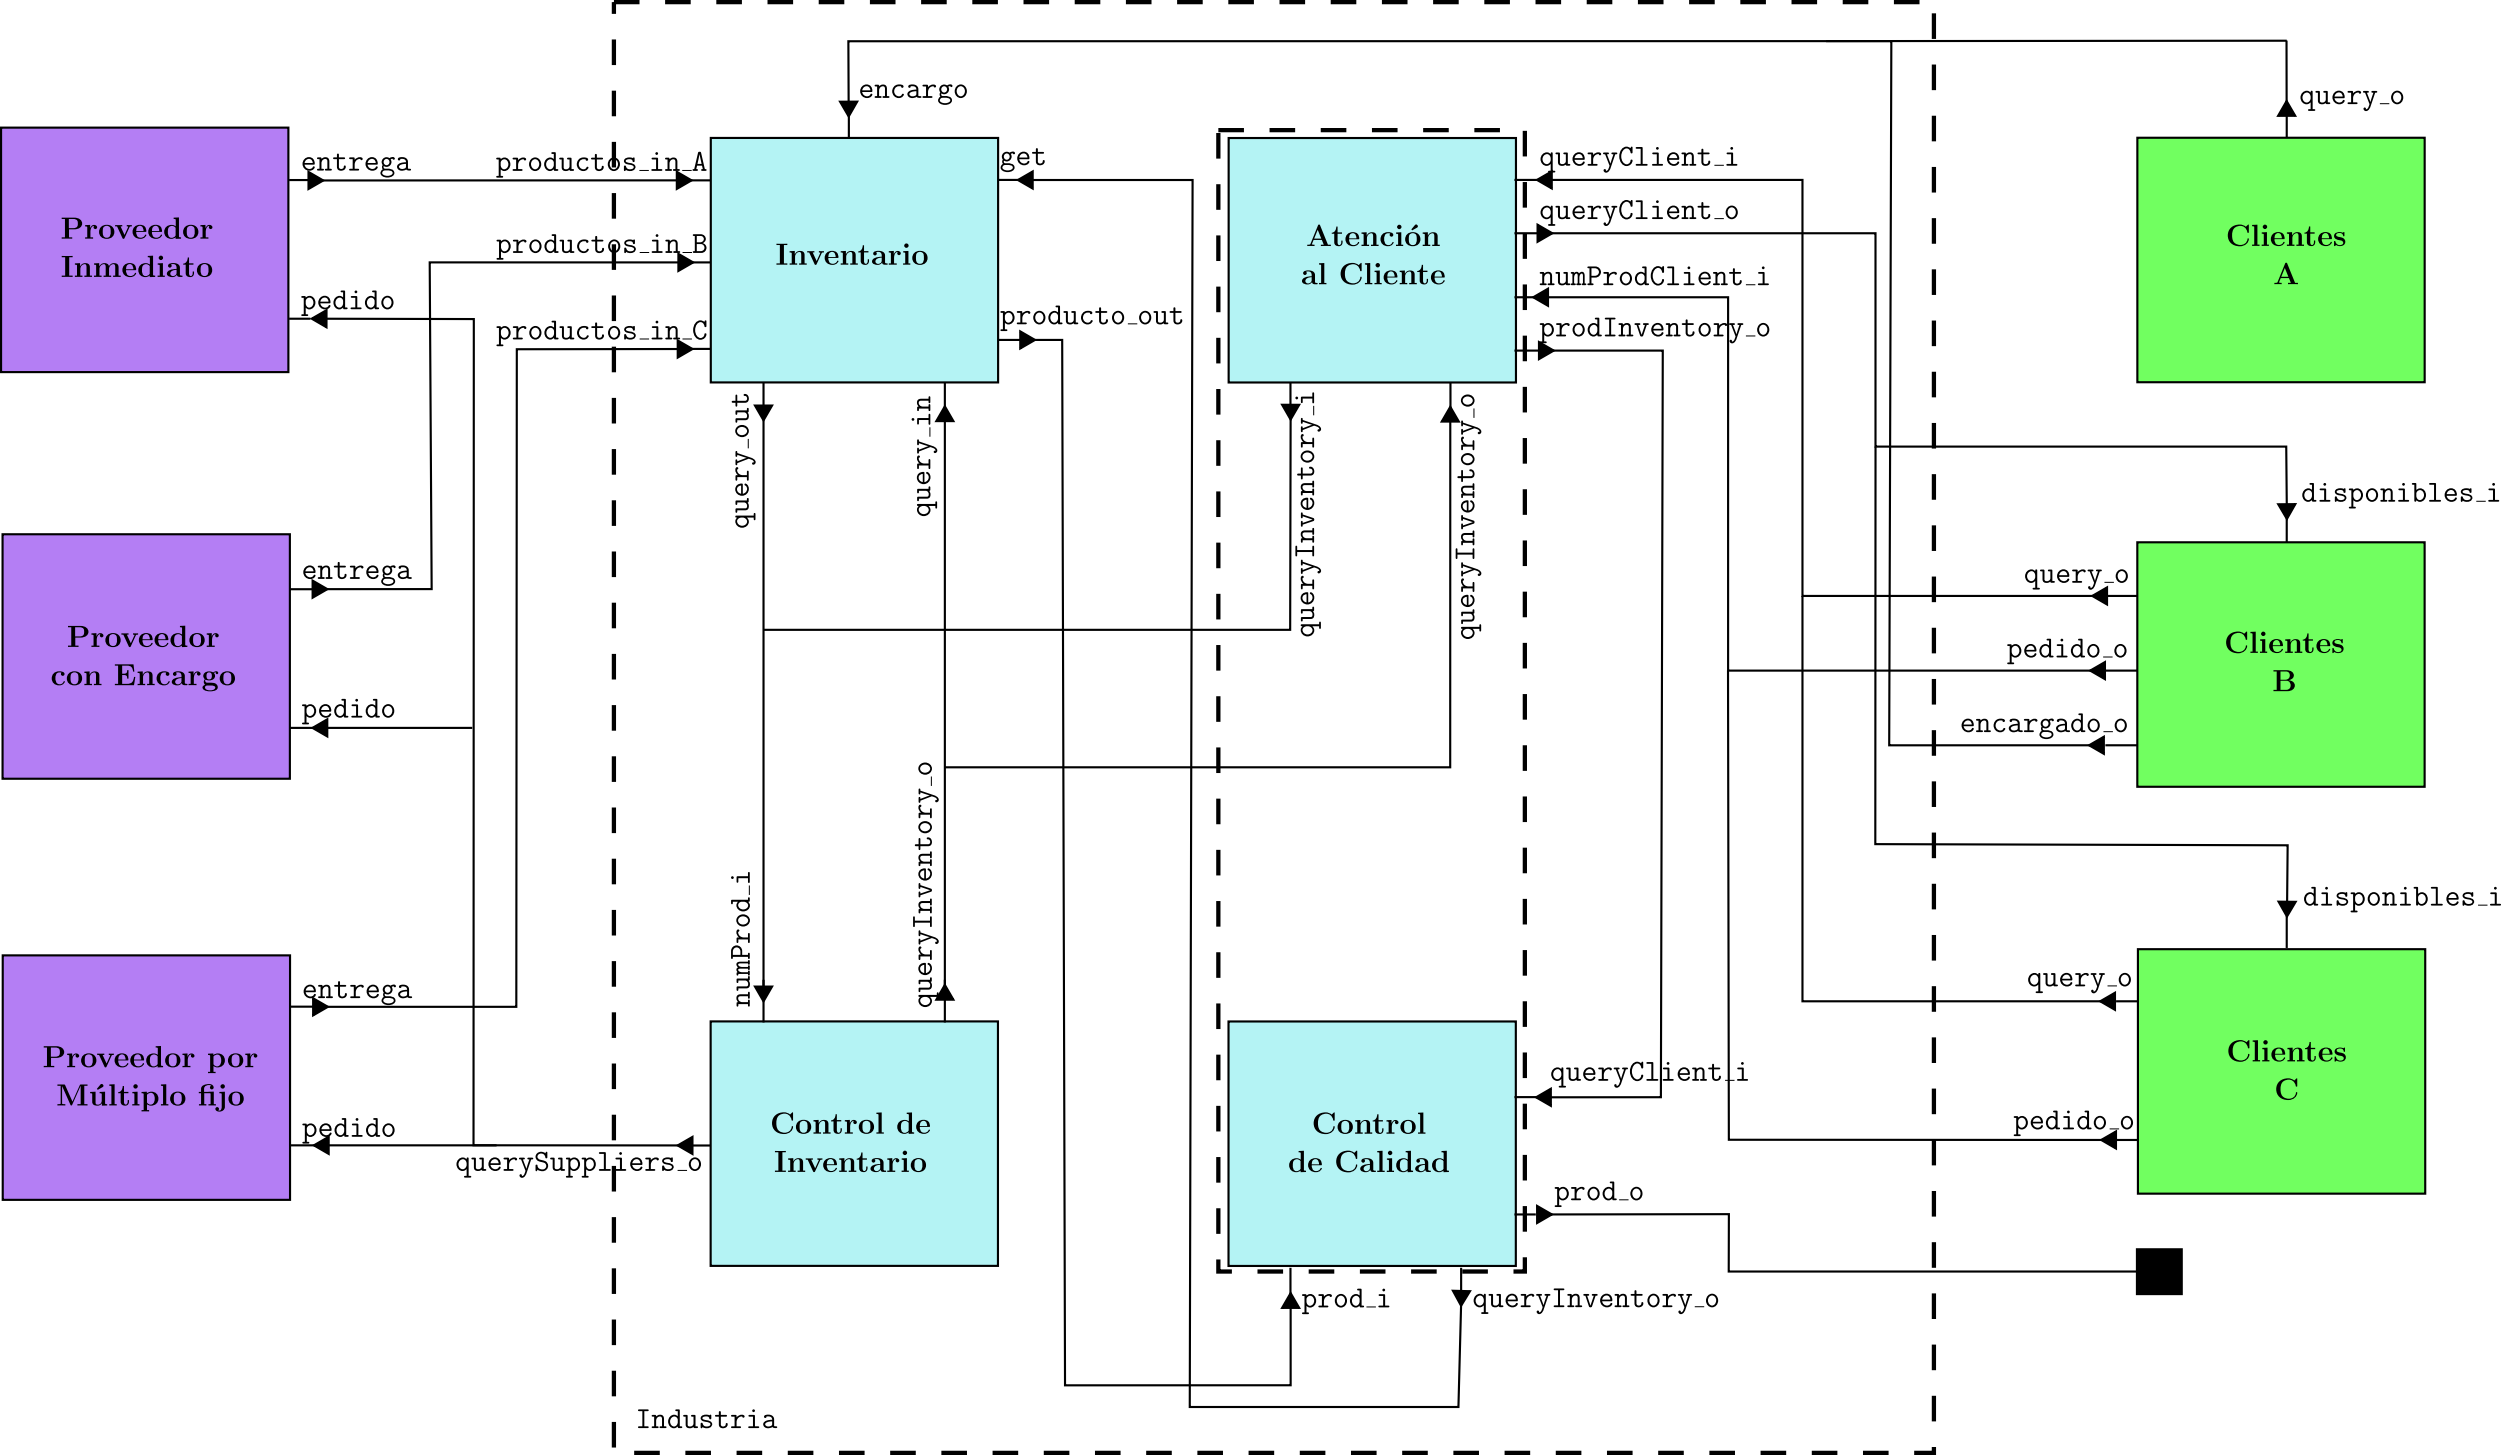 encargo
query_o
entrega
productos_in_A
get
queryClient_i
Proveedor
Inmediato
productos_in_B
Inventario
queryClient_o
Atención
al Cliente
Clientes
A
numProdClient_i
pedido
productos_in_C
producto_out
prodInventory_o
query_out
query_in
queryInventory_i
queryInventory_o
disponibles_i
entrega
query_o
Proveedor
con Encargo
Clientes
B
pedido_o
pedido
encargado_o
numProd_i
queryInventory_o
disponibles_i
entrega
query_o
Proveedor por
Múltiplo fijo
Clientes
C
queryClient_i
pedido
pedido_o
querySuppliers_o
Control de
Inventario
Control
de Calidad
prod_o
prod_i
queryInventory_o
Industria